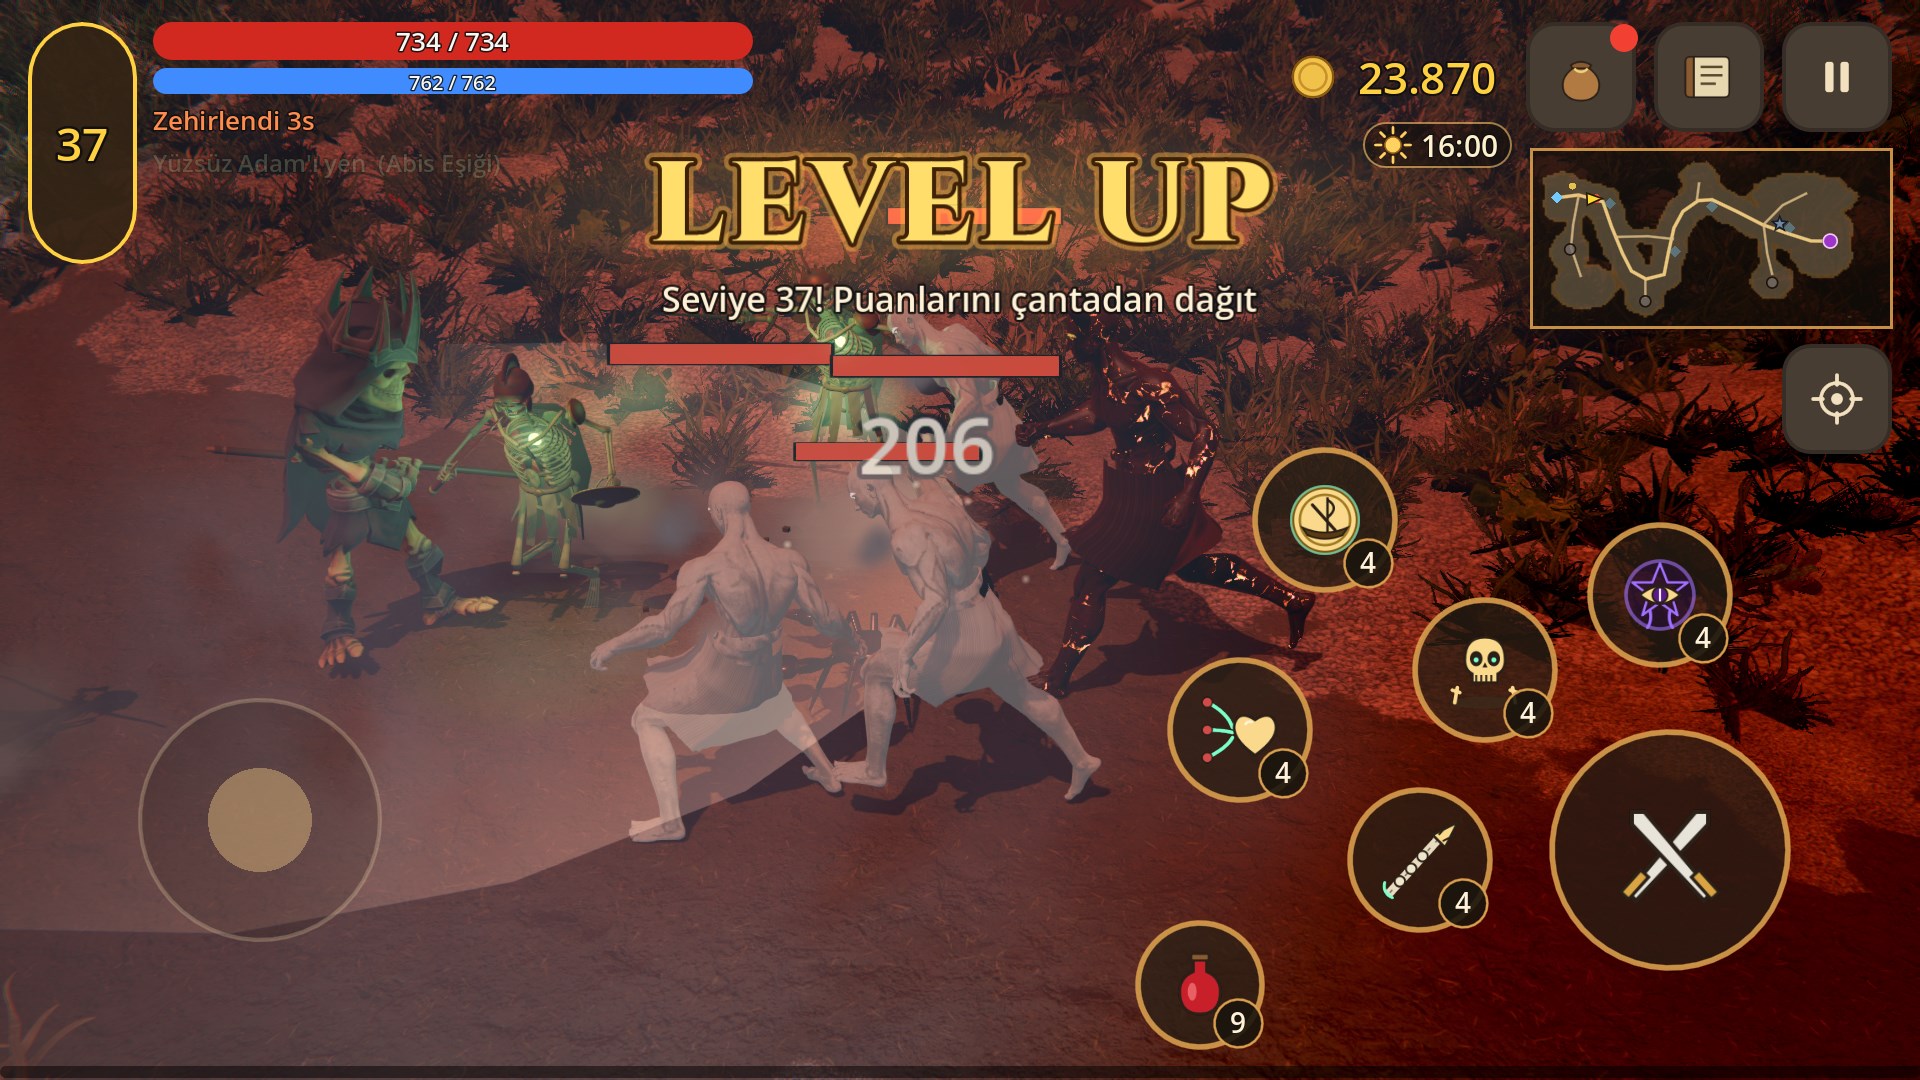 734 / 734
762 / 762
37
Zehirlendi 3s
Yüzsüz Adam'ı yen (Abis Eşiği)
23.870
16:00
LEVEL UP
Seviye 37! Puanlarını çantadan dağıt
206
4
4
4
4
4
9